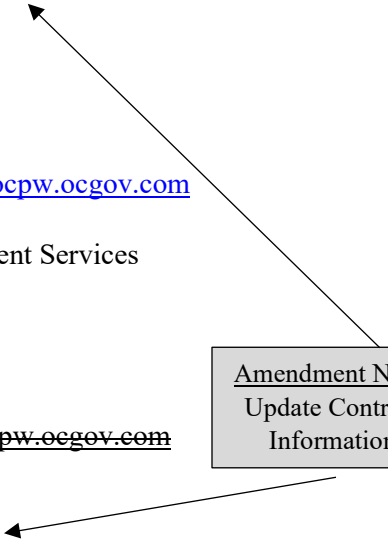 ocpw.ocgov.com
ent Services
Amendment N
Update Contr
pw.ocgov.com
Information